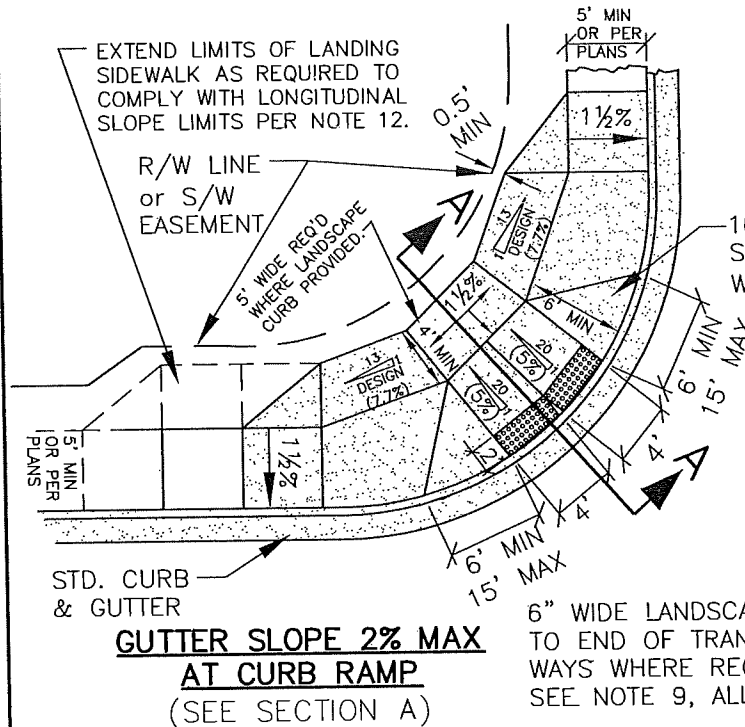 5' MIN
OR PER
PLANS
EXTEND LIMITS OF LANDING
SIDEWALK AS REQUIRED TO
COMPLY WITH LONGITUDINAL
SLOPE LIMITS PER NOTE 12.
0.5'
MIN
1½%
R/W LINE
or S/W
EASEMENT
A
13
1
DESIGN
(7.7%)
5' WIDE REQ'D
WHERE LANDSCAPE
CURB PROVIDED.
1½%
6' MIN
4' MIN
13
1
DESIGN
(7.7%)
20
1
(5%)
20
1
(5%)
6' MIN
15' MAX
5' MIN
OR PER
PLANS
1½%
2'
4'
4'
A
6' MIN
15' MAX
STD. CURB
& GUTTER
GUTTER SLOPE 2% MAX
AT CURB RAMP
(SEE SECTION A)
6" WIDE LANDSCA
TO END OF TRAN
WAYS WHERE REC
SEE NOTE 9, ALL